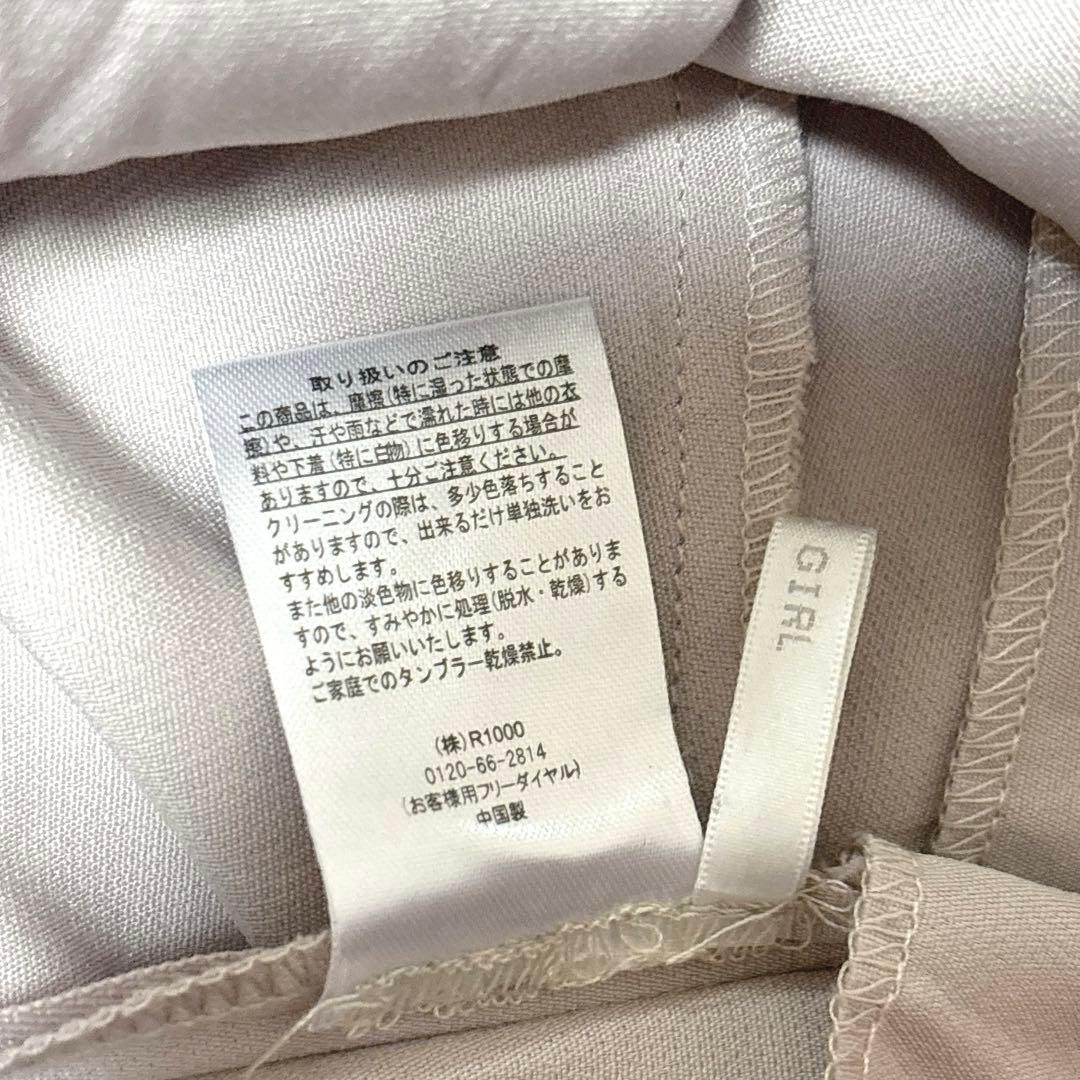 取り扱いのご注意
この商品は、摩擦(特に湿った状態での摩
擦)や、汗や雨などで濡れた時には他の衣
料や下着(特に白物)に色移りする場合が
ありますので、十分ご注意ください。
クリーニングの際は、多少色落ちすること
がありますので、出来るだけ単独洗いをお
すすめします。
また他の淡色物に色移りすることがありま
すので、すみやかに処理(脱水・乾燥)する
ようにお願いいたします。
ご家庭でのタンブラー乾燥禁止。
(株)R1000
0120-66-2814
(お客様用フリーダイヤル)
中国製
GIRL